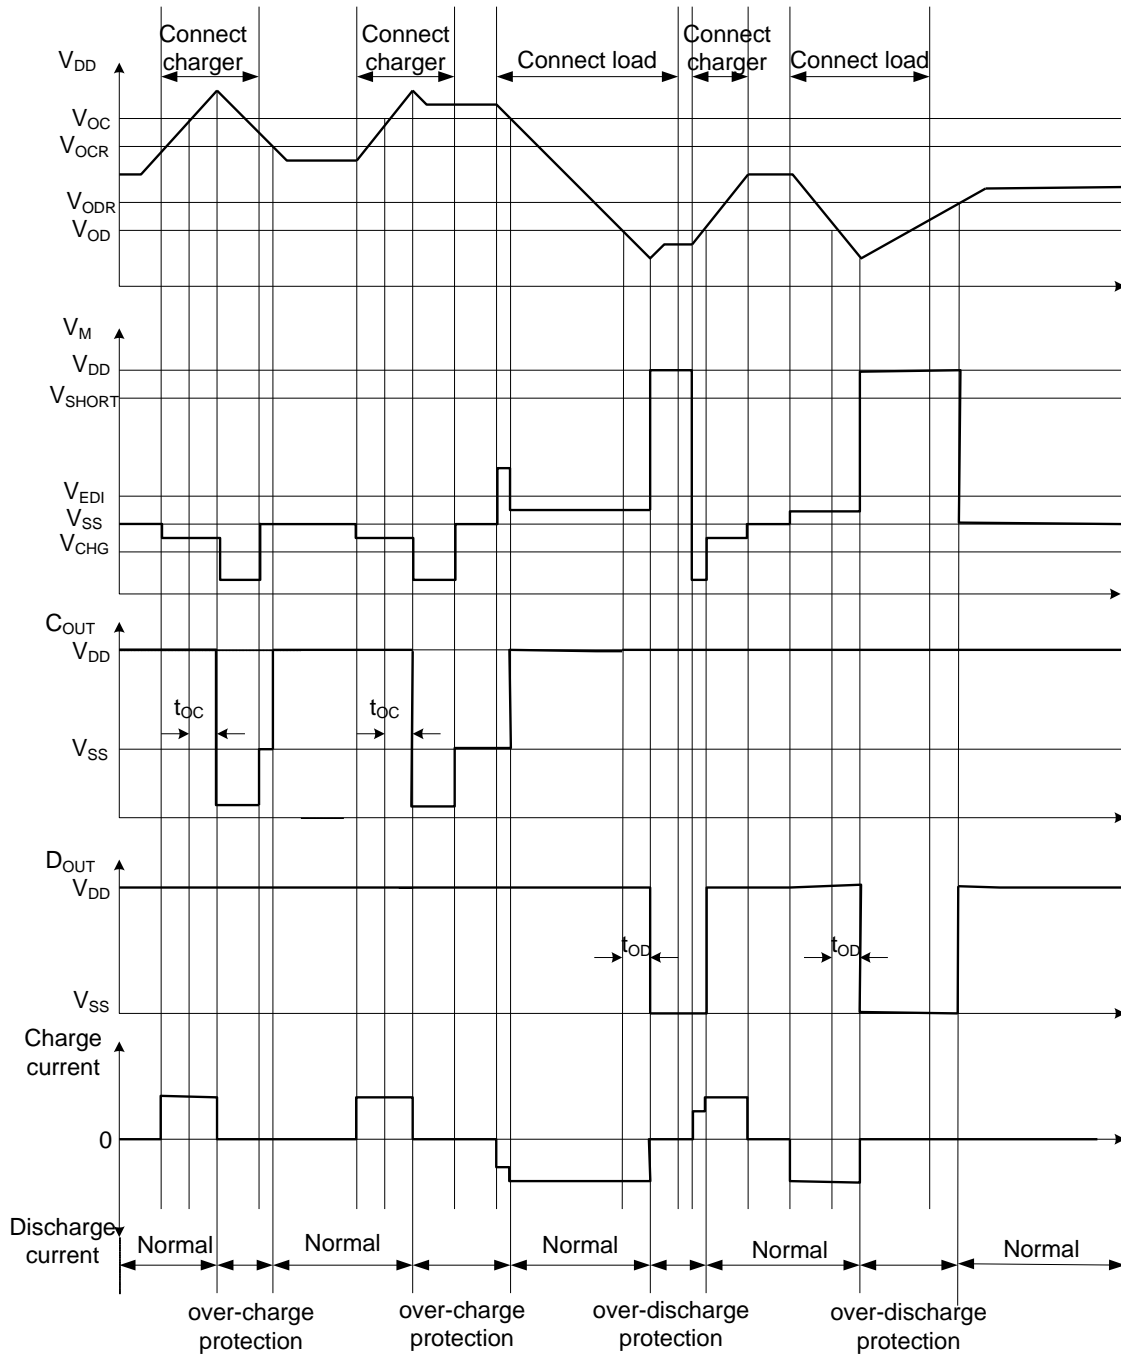 Connect charger
Connect charger
Connect load
Connect charger
Connect load
VDD
VOC
VOCR
VODR
VOD
VM
VDD
VSHORT
VEDI
VSS
VCHG
COUT
VDD
tOC
tOC
VSS
DOUT
VDD
tOD
tOD
VSS
Charge current
0
Discharge current
Normal
Normal
Normal
Normal
Normal
over-charge protection
over-charge protection
over-discharge protection
over-discharge protection